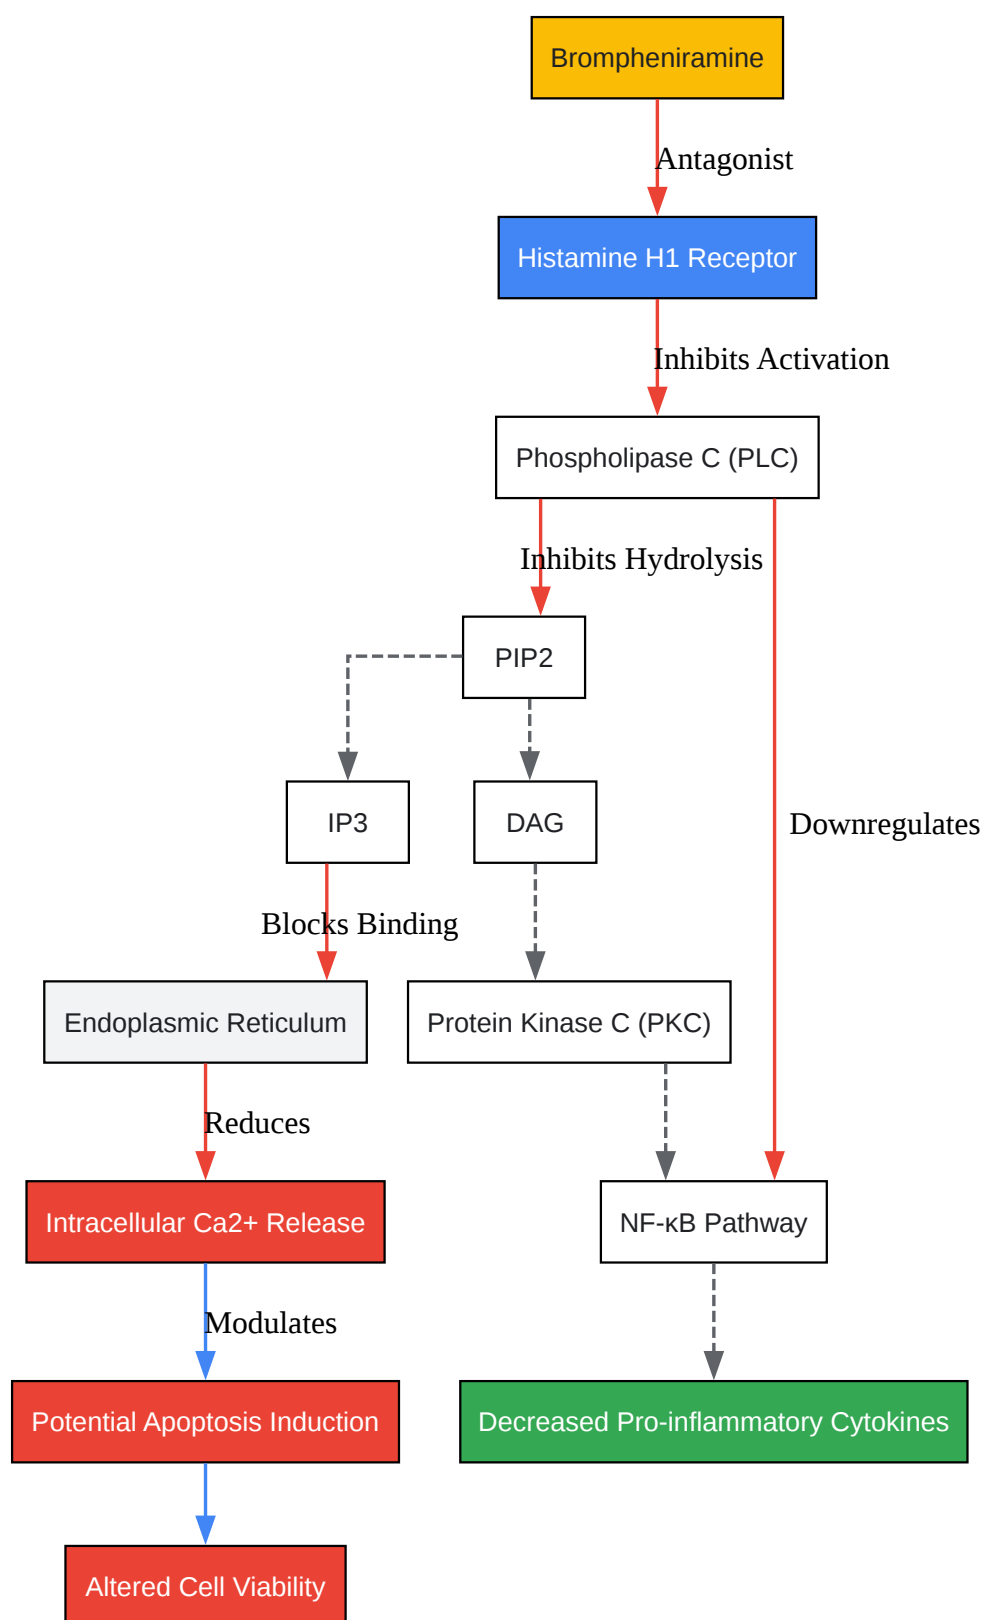 Brompheniramine
Antagonist
Histamine H1 Receptor
Inhibits Activation
Phospholipase C (PLC)
Inhibits Hydrolysis
PIP2
IP3
DAG
Downregulates
Blocks Binding
Endoplasmic Reticulum
Protein Kinase C (PKC)
Reduces
Intracellular Ca2+ Release
NF-κB Pathway
Modulates
Potential Apoptosis Induction
Decreased Pro-inflammatory Cytokines
Altered Cell Viability